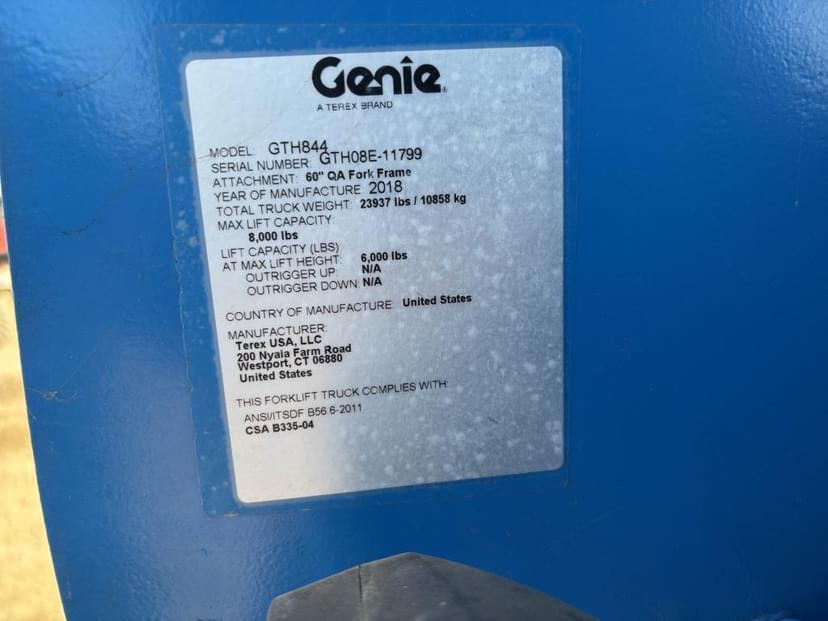 Genie
A TEREX BRAND
MODEL: GTH844
SERIAL NUMBER: GTH08E-11799
ATTACHMENT: 60" QA Fork Frame
YEAR OF MANUFACTURE 2018
TOTAL TRUCK WEIGHT: 23937 lbs / 10858 kg
MAX LIFT CAPACITY:
8,000 lbs
LIFT CAPACITY (LBS)
AT MAX LIFT HEIGHT: 6,000 lbs
OUTRIGGER UP: N/A
OUTRIGGER DOWN: N/A
COUNTRY OF MANUFACTURE: United States
MANUFACTURER:
Terex USA, LLC
200 Nyala Farm Road
Westport, CT 06880
United States
THIS FORKLIFT TRUCK COMPLIES WITH:
ANSI/ITSDF B56.6-2011
CSA B335-04